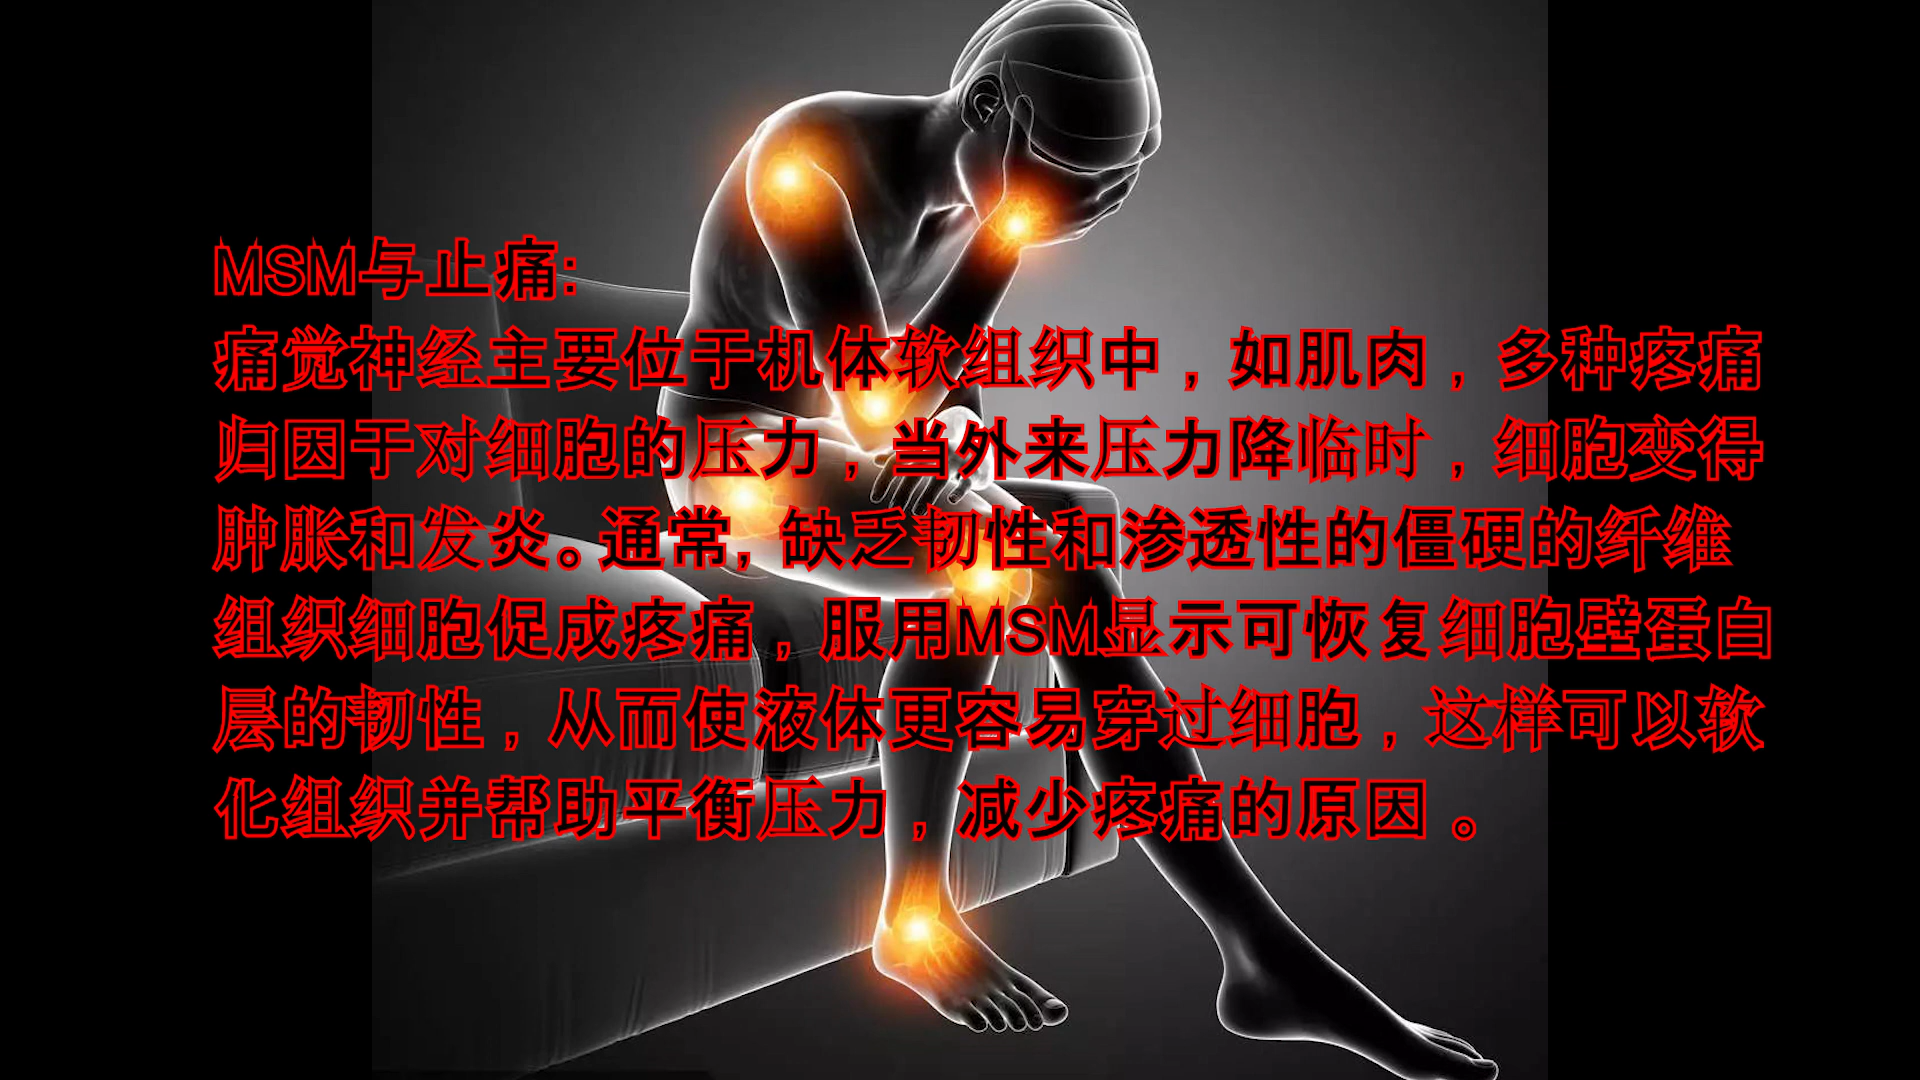 MSM与止痛:
痛觉神经主要位于机体软组织中，如肌肉，多种疼痛
归因于对细胞的压力，当外来压力降临时，细胞变得
肿胀和发炎。通常, 缺乏韧性和渗透性的僵硬的纤维
组织细胞促成疼痛，服用MSM显示可恢复细胞壁蛋白
层的韧性，从而使液体更容易穿过细胞，这样可以软
化组织并帮助平衡压力，减少疼痛的原因。